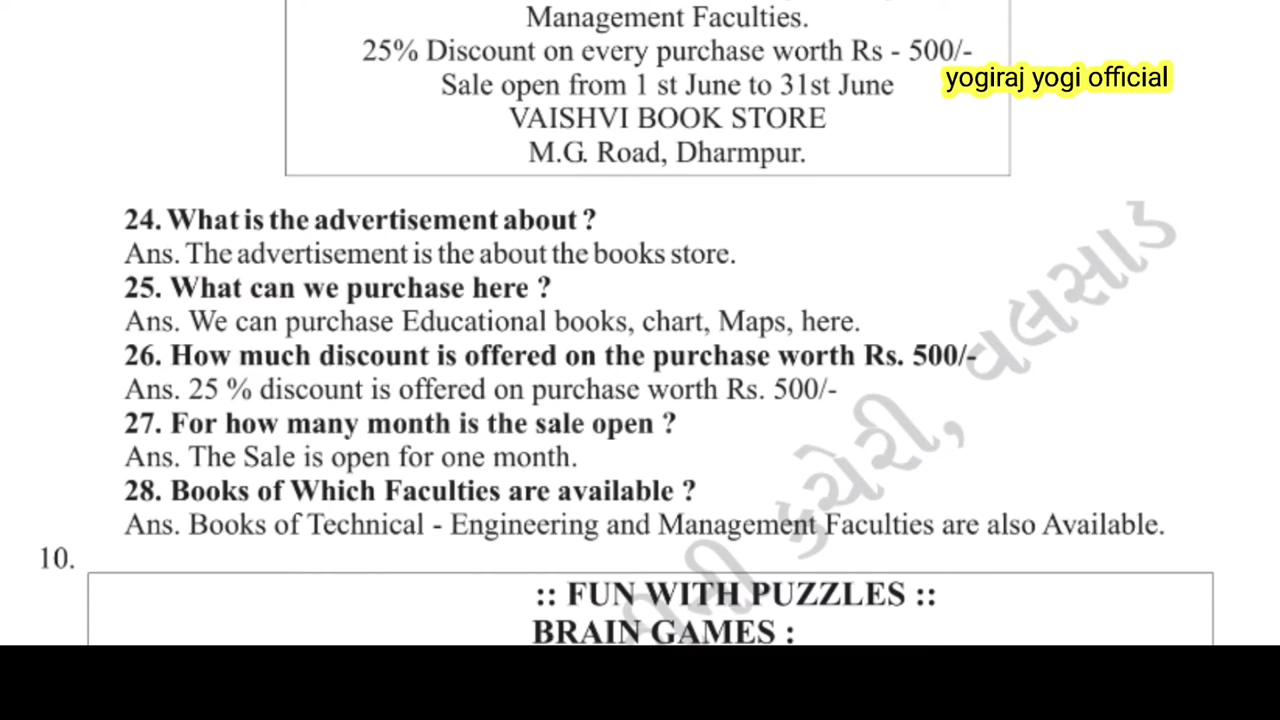 Management Faculties.
25% Discount on every purchase worth Rs - 500/-
Sale open from 1 st June to 31st June
yogiraj yogi official
VAISHVI BOOK STORE
M.G. Road, Dharmpur.
24. What is the advertisement about ?
Ans. The advertisement is the about the books store.
25. What can we purchase here ?
Ans. We can purchase Educational books, chart, Maps, here.
26. How much discount is offered on the purchase worth Rs. 500/-
Ans. 25 % discount is offered on purchase worth Rs. 500/-
27. For how many month is the sale open ?
Ans. The Sale is open for one month.
28. Books of Which Faculties are available ?
Ans. Books of Technical - Engineering and Management Faculties are also Available.
કચેરી, વલસાડ
10.
:: FUN WITH PUZZLES ::
BRAIN GAMES :